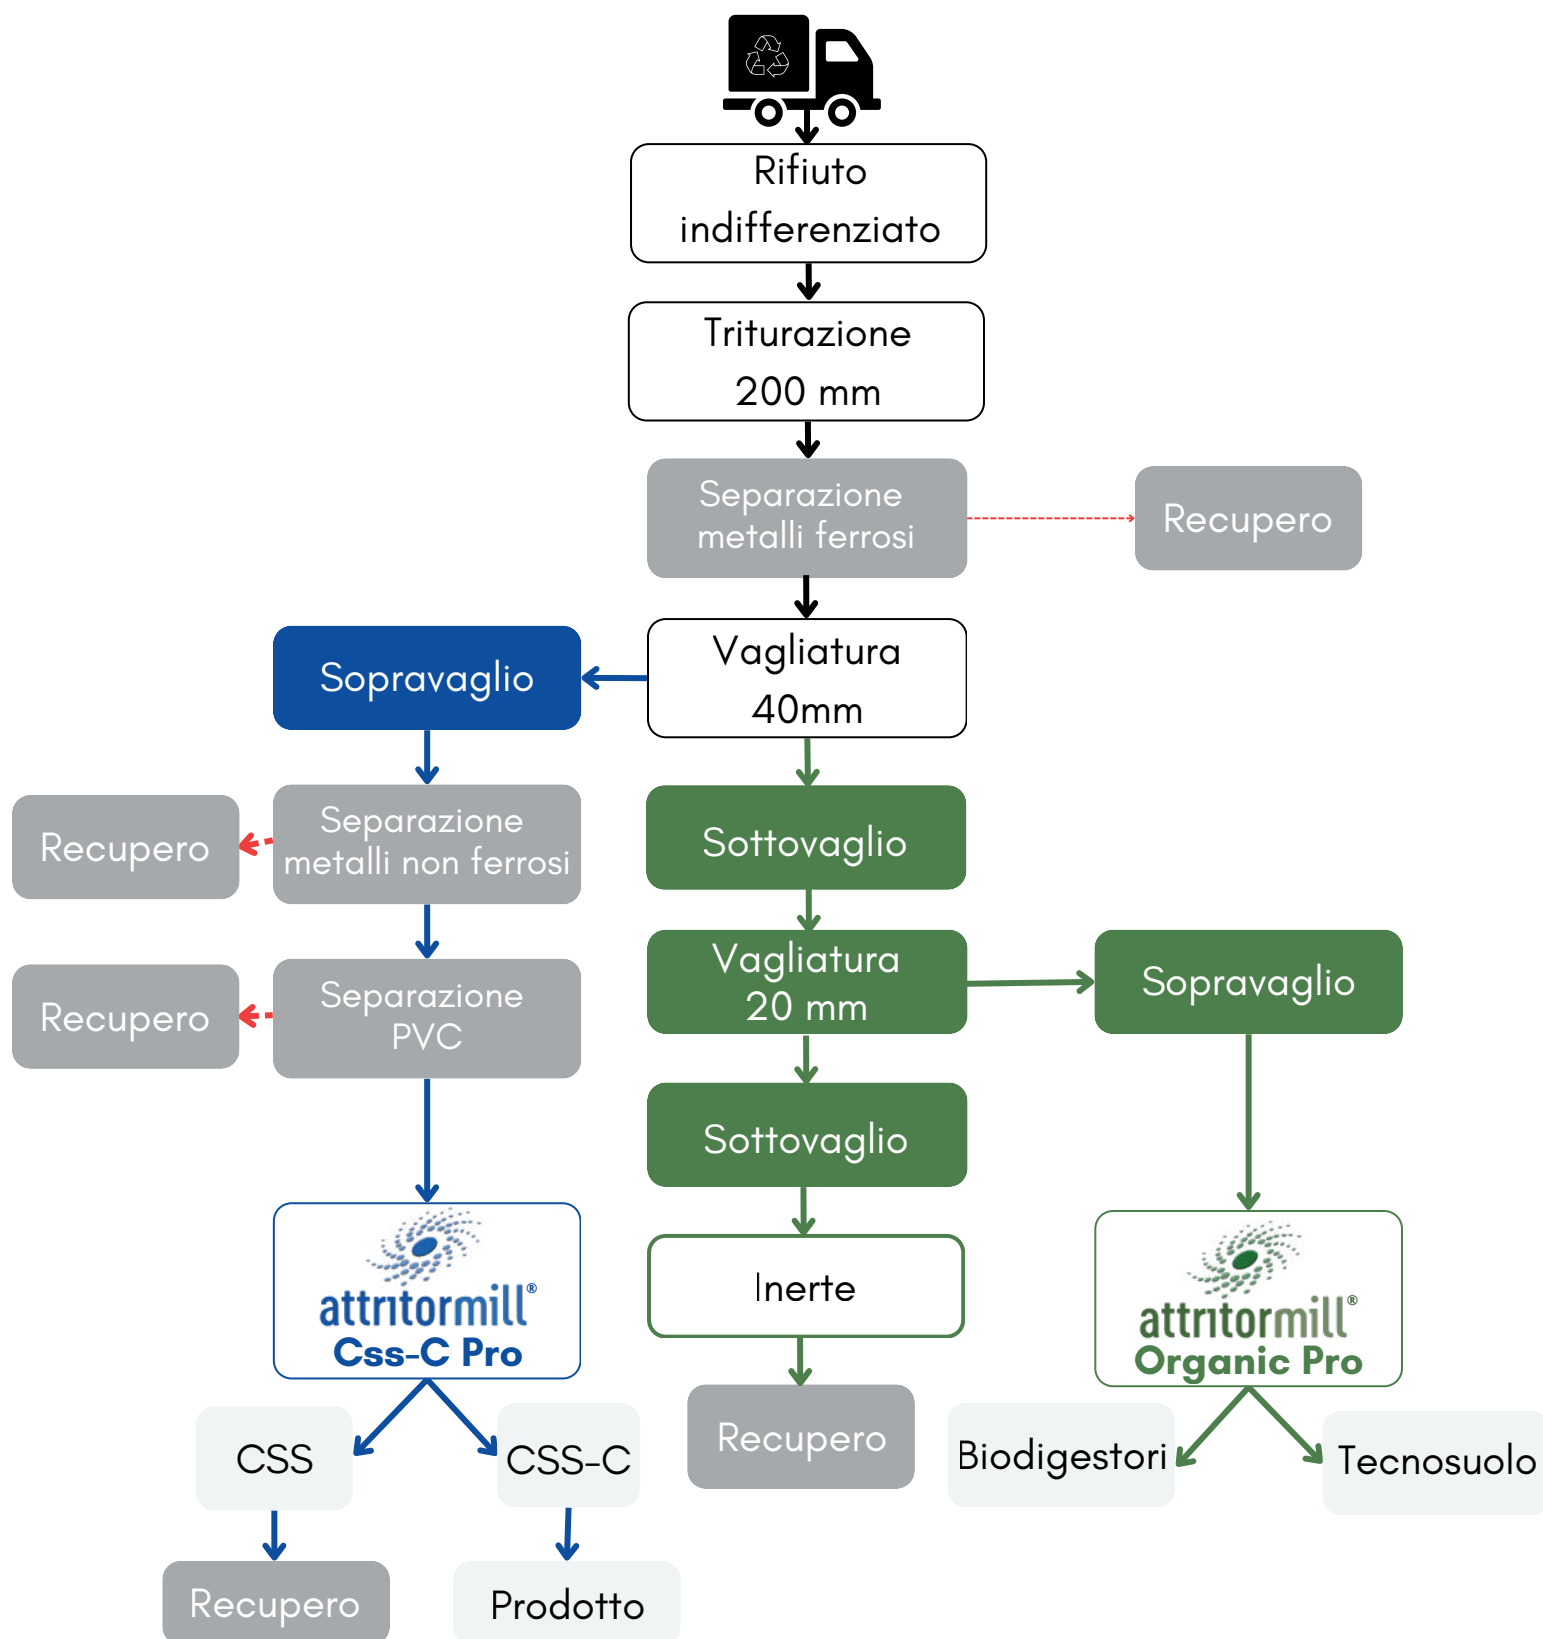 Rifiuto
indifferenziato
Triturazione
200 mm
Separazione
metalli ferrosi
Recupero
Vagliatura
40mm
Sopravaglio
Separazione
metalli non ferrosi
Recupero
Sottovaglio
Vagliatura
20 mm
Sopravaglio
Separazione
PVC
Recupero
Sottovaglio
attritormill®
Css-C Pro
Inerte
attritormill®
Organic Pro
CSS
CSS-C
Recupero
Biodigestori
Tecnosuolo
Recupero
Prodotto